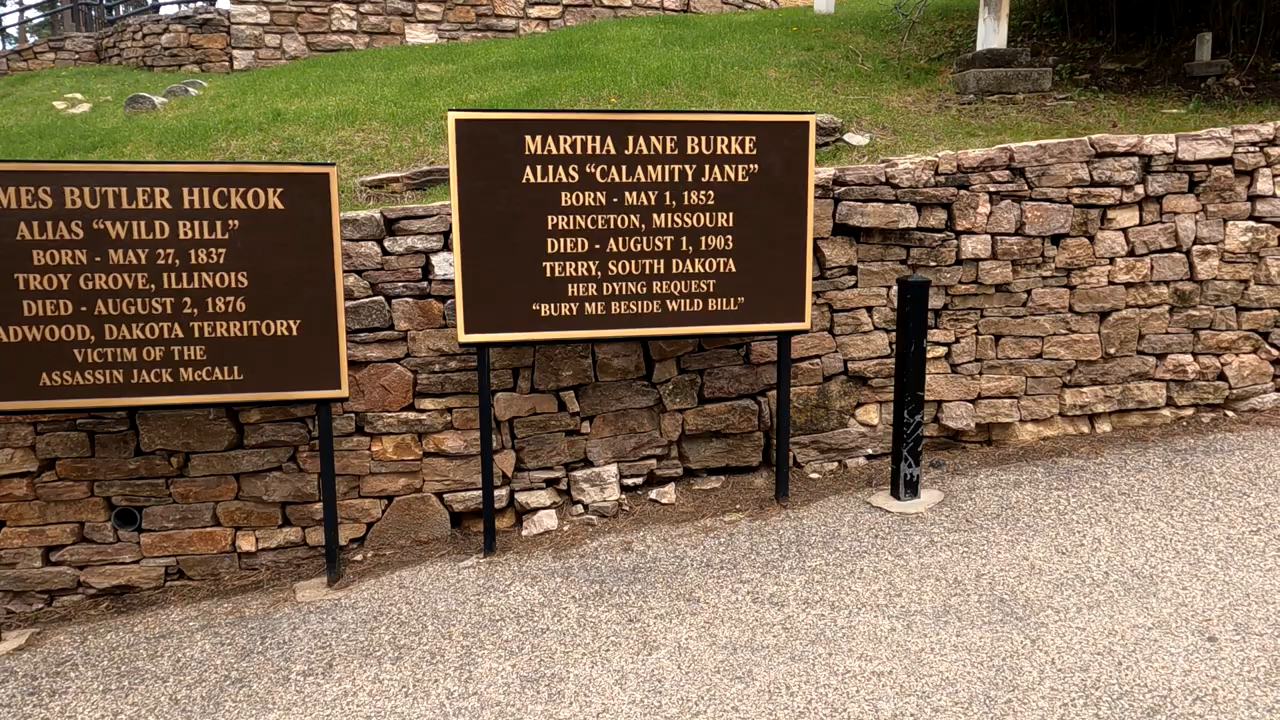 MES BUTLER HICKOK
ALIAS “WILD BILL”
BORN - MAY 27, 1837
TROY GROVE, ILLINOIS
DIED - AUGUST 2, 1876
ADWOOD, DAKOTA TERRITORY
VICTIM OF THE
ASSASSIN JACK McCALL
MARTHA JANE BURKE
ALIAS “CALAMITY JANE”
BORN - MAY 1, 1852
PRINCETON, MISSOURI
DIED - AUGUST 1, 1903
TERRY, SOUTH DAKOTA
HER DYING REQUEST
“BURY ME BESIDE WILD BILL”